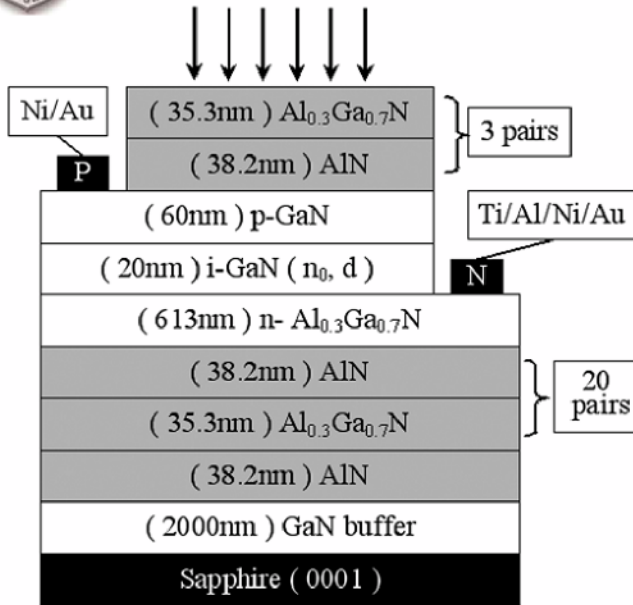 Ni/Au
( 35.3nm ) Al₀.₃Ga₀.₇N
3 pairs
( 38.2nm ) AlN
P
( 60nm ) p-GaN
Ti/Al/Ni/Au
( 20nm ) i-GaN ( n₀, d )
N
( 613nm ) n- Al₀.₃Ga₀.₇N
( 38.2nm ) AlN
20
pairs
( 35.3nm ) Al₀.₃Ga₀.₇N
( 38.2nm ) AlN
( 2000nm ) GaN buffer
Sapphire ( 0001 )